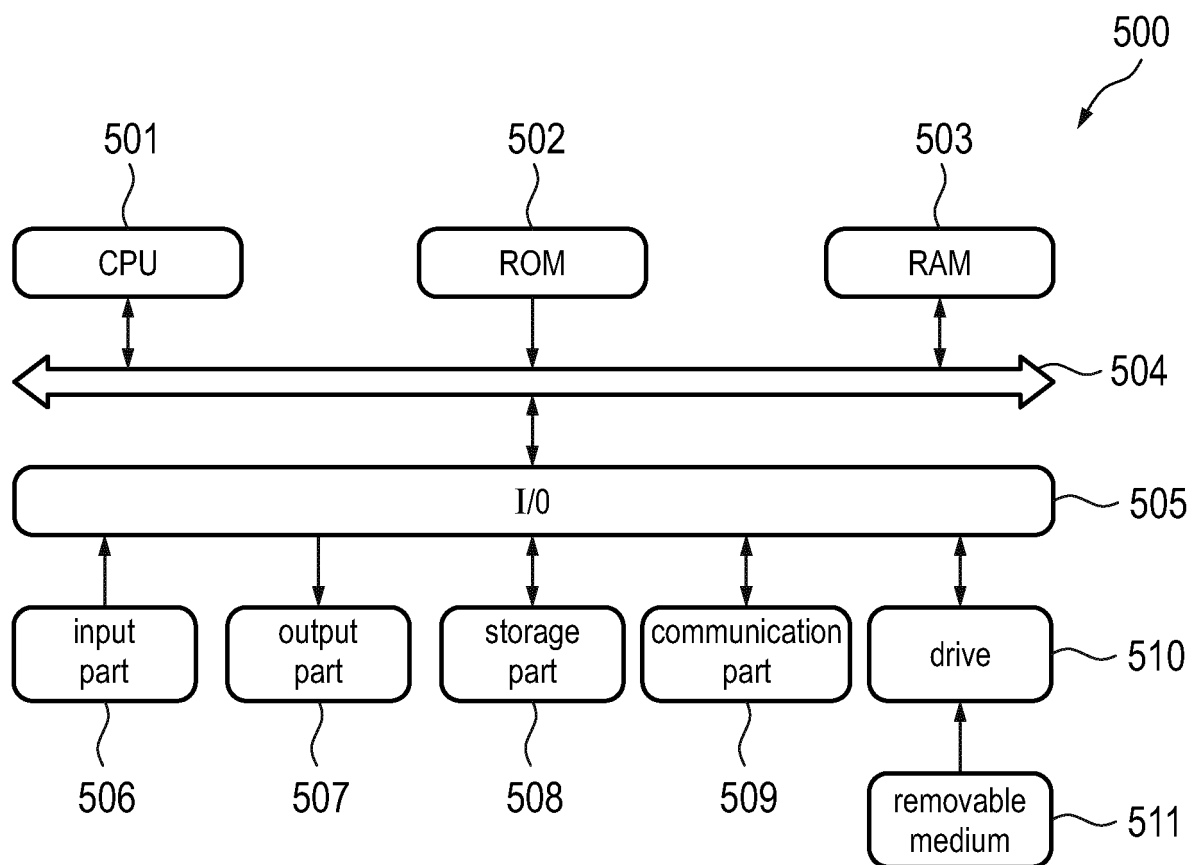 500
501
502
503
CPU
ROM
RAM
504
I/0
505
input
part
output
part
storage
part
communication
part
drive
510
506
507
508
509
removable
medium
511